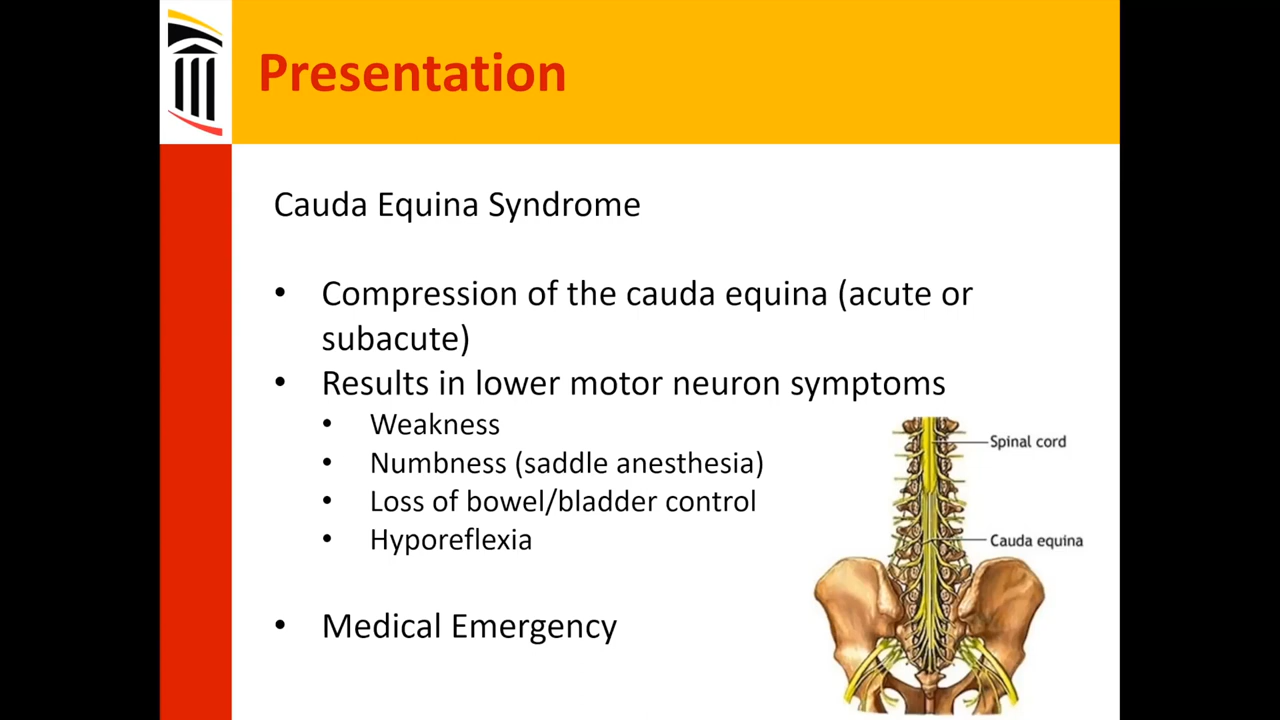 Presentation
Cauda Equina Syndrome
• Compression of the cauda equina (acute or
subacute)
• Results in lower motor neuron symptoms
• Weakness
• Numbness (saddle anesthesia)
• Loss of bowel/bladder control
• Hyporeflexia
• Medical Emergency
Spinal cord
Cauda equina